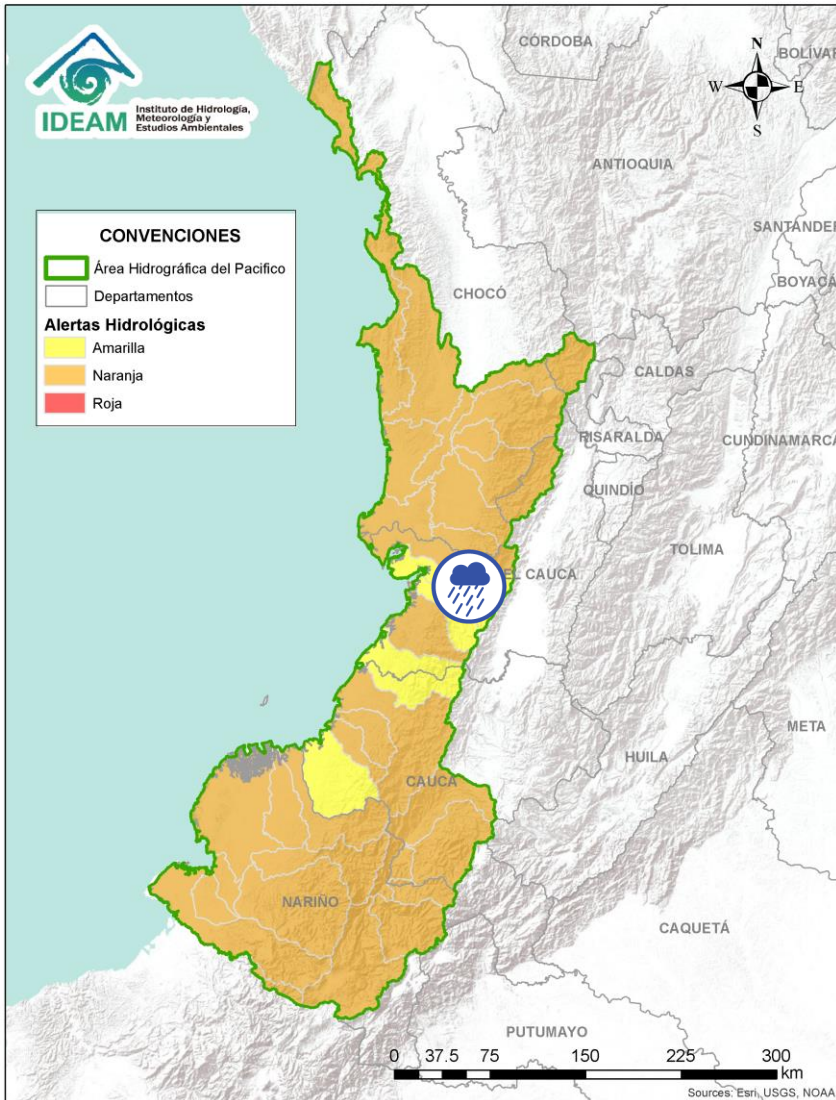 CÓRDOBA
BOLÍVAR
N
W
E
S
IDEAM
Instituto de Hidrología,
Meteorología y
Estudios Ambientales
ANTIOQUIA
SANTANDER
CONVENCIONES
Área Hidrográfica del Pacifico
Departamentos
Alertas Hidrológicas
Amarilla
Naranja
Roja
BOYACÁ
CHOCÓ
CALDAS
RISARALDA
CUNDINAMARCA
QUINDÍO
TOLIMA
EL CAUCA
META
HUILA
CAUCA
NARIÑO
CAQUETÁ
PUTUMAYO
0 37.5 75 150 225 300
km
Sources: Esri, USGS, NOAA